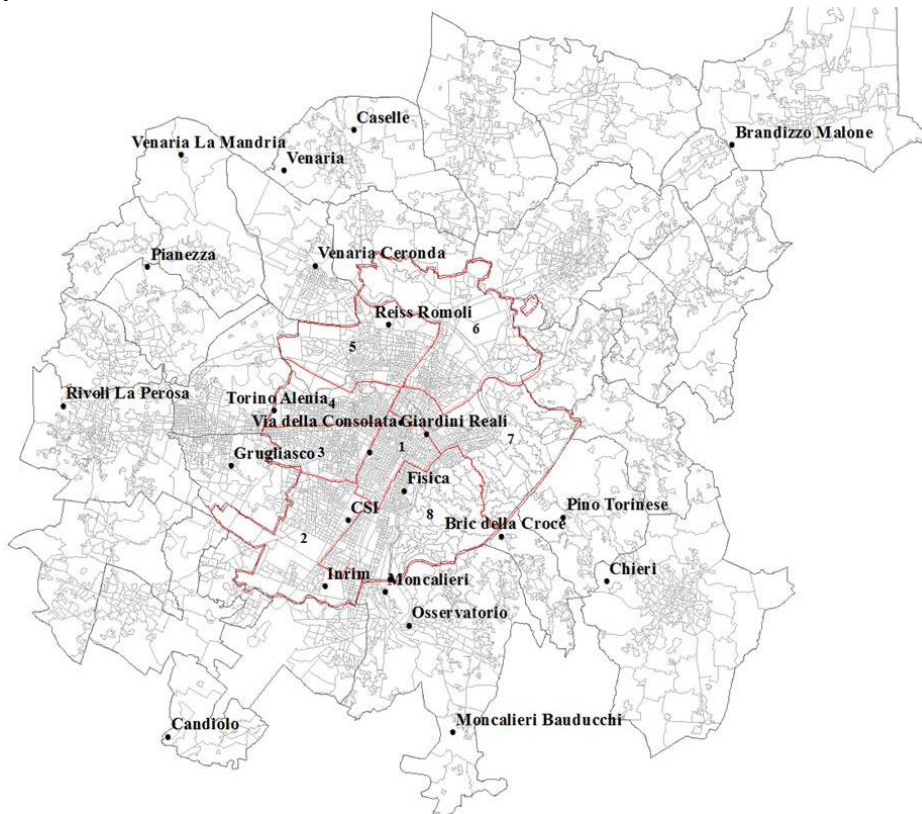 Caselle
Brandizzo Malone
Venaria La Mandria
Venaria
Pianezza
Venaria Ceronda
Reiss Romoli
6
5
Rivoli La Perosa
Torino Alenia
4
Via della Consolata
Giardini Reali
7
1
3
Grugliasco
Fisica
Pino Torinese
CSI
8
Bric della Croce
2
Chieri
Inrim
Moncalieri
Osservatorio
Candiolo
Moncalieri Bauducchi